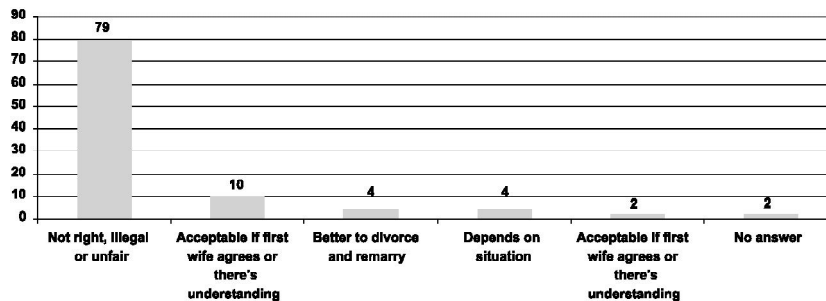 90
80
70
60
50
40
30
20
10
0
79
10
4
4
2
2
Not right, illegal
or unfair
Acceptable if first
wife agrees or
there's
understanding
Better to divorce
and remarry
Depends on
situation
Acceptable if first
wife agrees or
there's
understanding
No answer